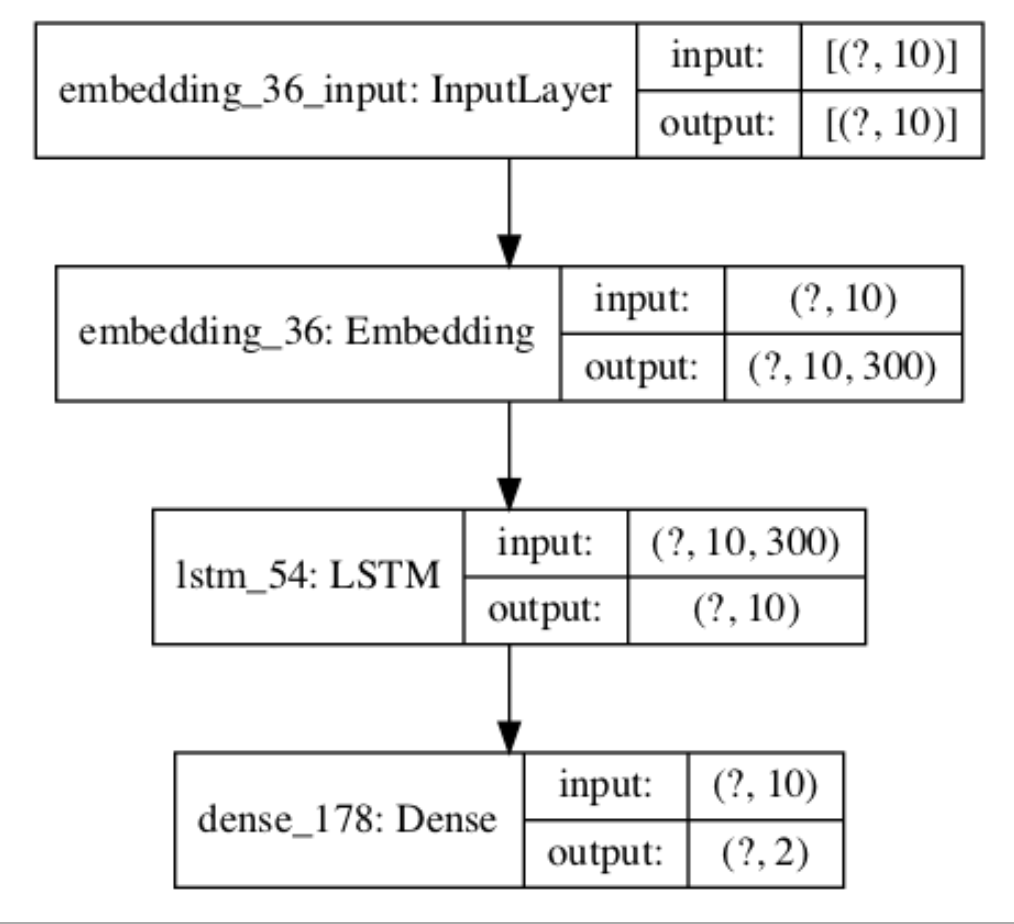 embedding_36_input: InputLayer
input: [(?, 10)]
output: [(?, 10)]
embedding_36: Embedding
input: (?, 10)
output: (?, 10, 300)
lstm_54: LSTM
input: (?, 10, 300)
output: (?, 10)
dense_178: Dense
input: (?, 10)
output: (?, 2)